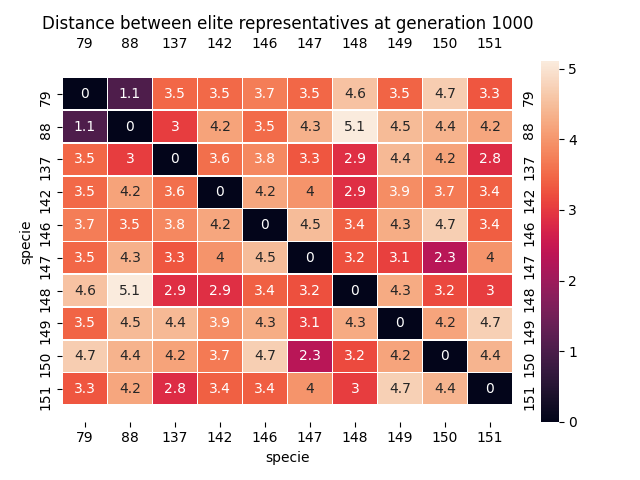 Distance between elite representatives at generation 1000
79 88 137 142 146 147 148 149 150 151
79 0 1.1 3.5 3.5 3.7 3.5 4.6 3.5 4.7 3.3 79
88 1.1 0 3 4.2 3.5 4.3 5.1 4.5 4.4 4.2 88
137 3.5 3 0 3.6 3.8 3.3 2.9 4.4 4.2 2.8 137
142 3.5 4.2 3.6 0 4.2 4 2.9 3.9 3.7 3.4 142
146 3.7 3.5 3.8 4.2 0 4.5 3.4 4.3 4.7 3.4 146
147 3.5 4.3 3.3 4 4.5 0 3.2 3.1 2.3 4 147
148 4.6 5.1 2.9 2.9 3.4 3.2 0 4.3 3.2 3 148
149 3.5 4.5 4.4 3.9 4.3 3.1 4.3 0 4.2 4.7 149
150 4.7 4.4 4.2 3.7 4.7 2.3 3.2 4.2 0 4.4 150
151 3.3 4.2 2.8 3.4 3.4 4 3 4.7 4.4 0 151
79 88 137 142 146 147 148 149 150 151
specie
specie
5
4
3
2
1
0